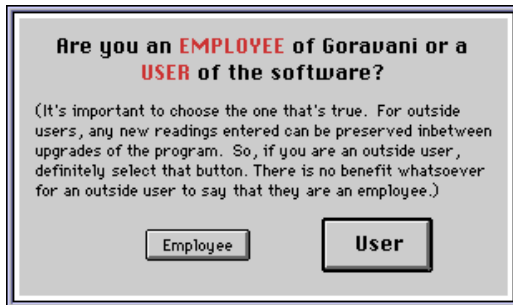 Are you an EMPLOYEE of Goravani or a
USER of the software?
(It's important to choose the one that's true. For outside
users, any new readings entered can be preserved inbetween
upgrades of the program. So, if you are an outside user,
definitely select that button. There is no benefit whatsoever
for an outside user to say that they are an employee.)
Employee
User